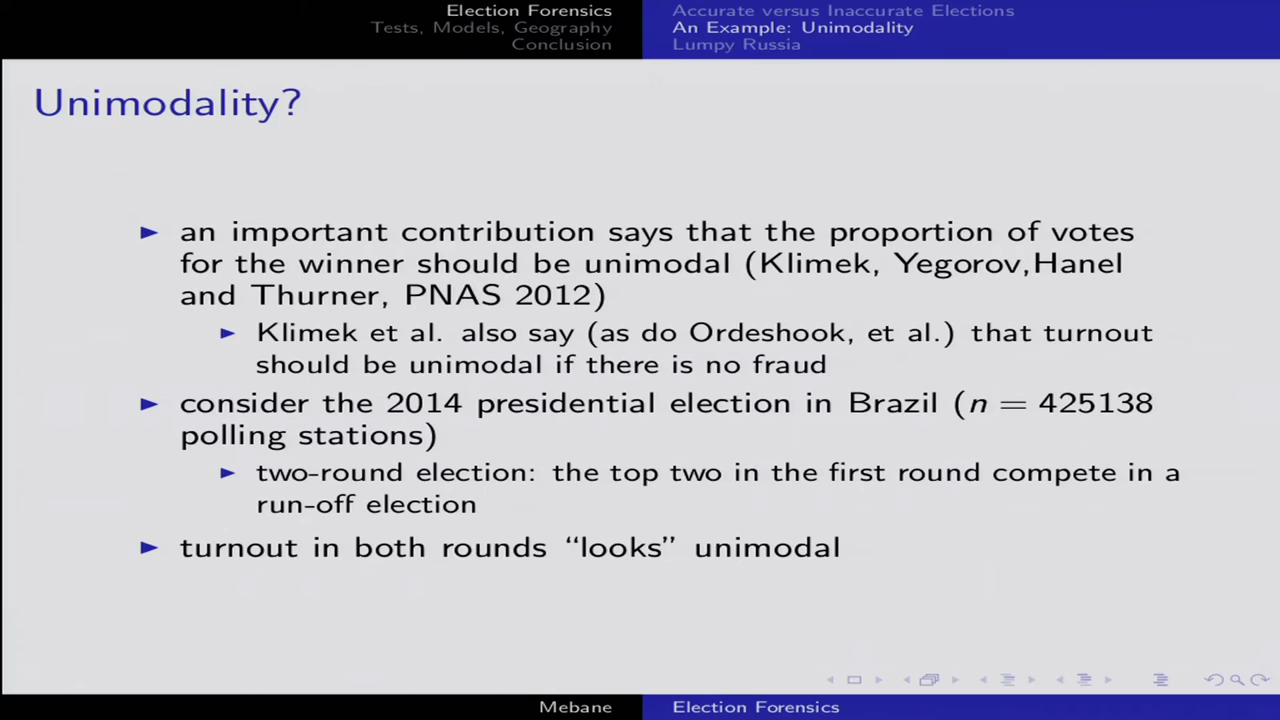 Election Forensics
Tests, Models, Geography
Conclusion
Accurate versus Inaccurate Elections
An Example: Unimodality
Lumpy Russia
Unimodality?
an important contribution says that the proportion of votes
for the winner should be unimodal (Klimek, Yegorov,Hanel
and Thurner, PNAS 2012)
Klimek et al. also say (as do Ordeshook, et al.) that turnout
should be unimodal if there is no fraud
consider the 2014 presidential election in Brazil (n = 425138
polling stations)
two-round election: the top two in the first round compete in a
run-off election
turnout in both rounds “looks” unimodal
Mebane
Election Forensics